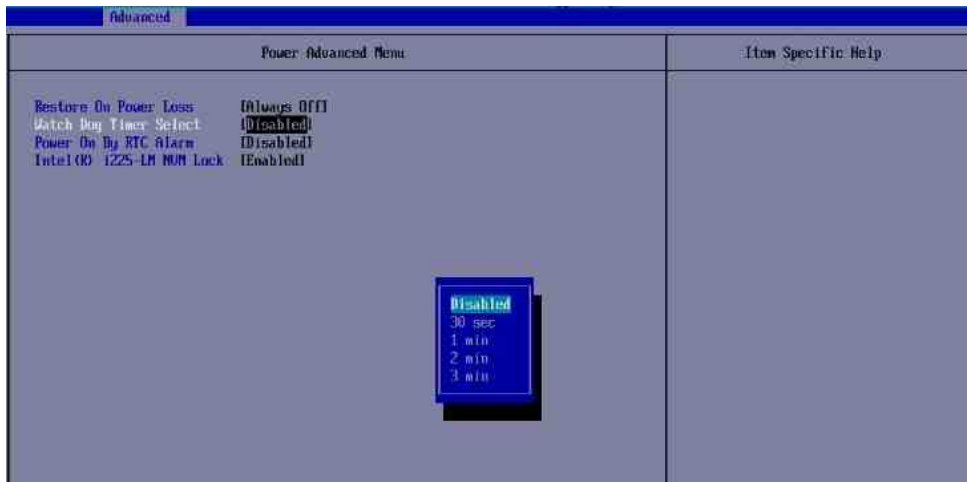 Advanced
Power Advanced Menu
Item Specific Help
Restore On Power Loss [Always Off]
Watch Dog Timer Select [Disabled]
Power On By RTC Alarm [Disabled]
Intel(R) i225-LM NVM Lock [Enabled]
Disabled
30 sec
1 min
2 min
3 min